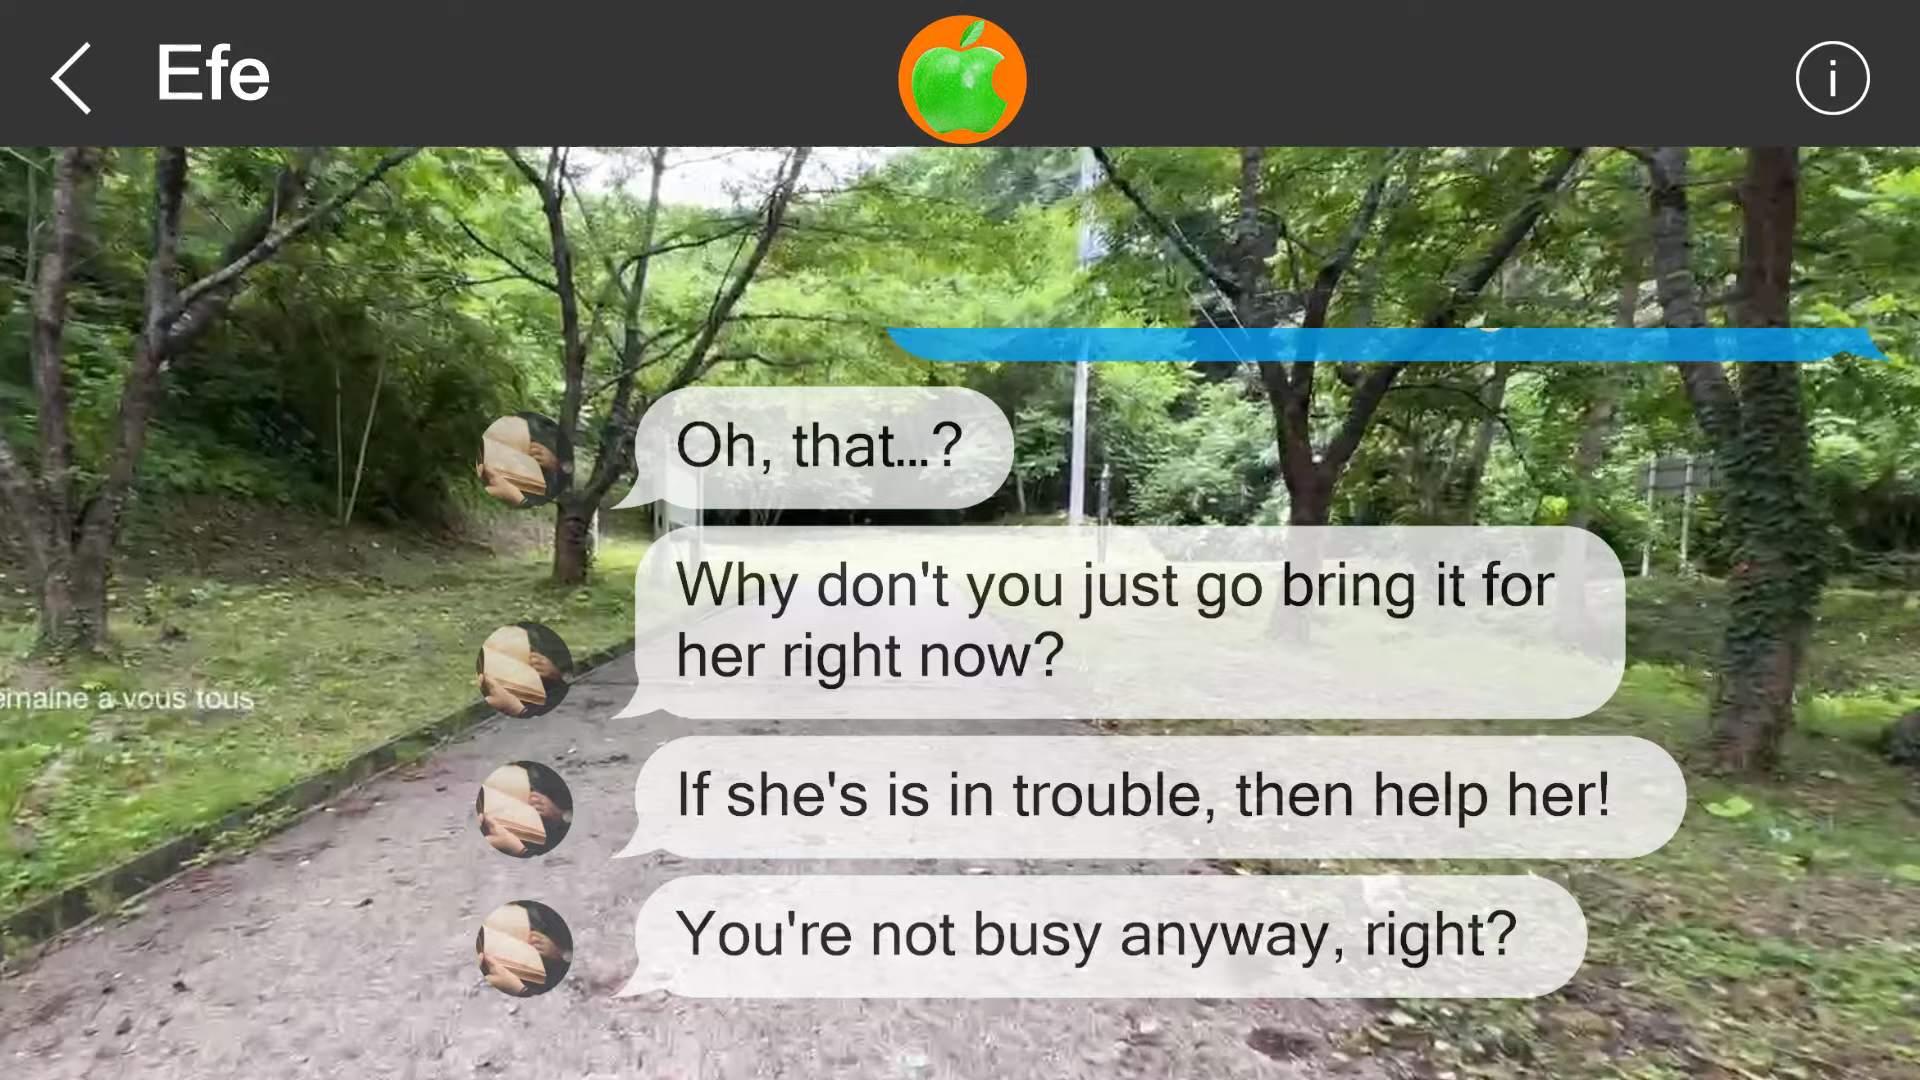 Efe
i
Oh, that...?
Why don't you just go bring it for
her right now?
emaine a vous tous
If she's is in trouble, then help her!
You're not busy anyway, right?